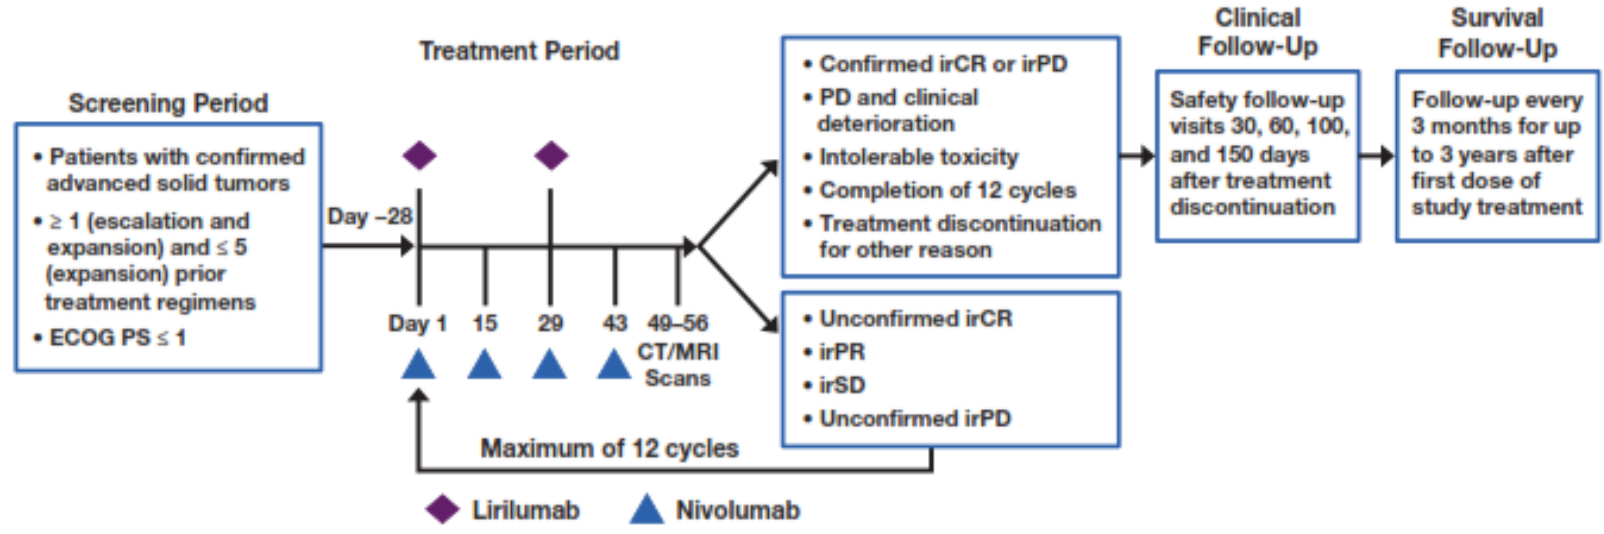 Screening Period
• Patients with confirmed
advanced solid tumors
• ≥ 1 (escalation and
expansion) and ≤ 5
(expansion) prior
treatment regimens
• ECOG PS ≤ 1
Treatment Period
Day –28
Day 1
15
29
43
49–56
CT/MRI
Scans
Maximum of 12 cycles
Lirilumab
Nivolumab
• Confirmed irCR or irPD
• PD and clinical
deterioration
• Intolerable toxicity
• Completion of 12 cycles
• Treatment discontinuation
for other reason
• Unconfirmed irCR
• irPR
• irSD
• Unconfirmed irPD
Clinical
Follow-Up
Safety follow-up
visits 30, 60, 100,
and 150 days
after treatment
discontinuation
Survival
Follow-Up
Follow-up every
3 months for up
to 3 years after
first dose of
study treatment